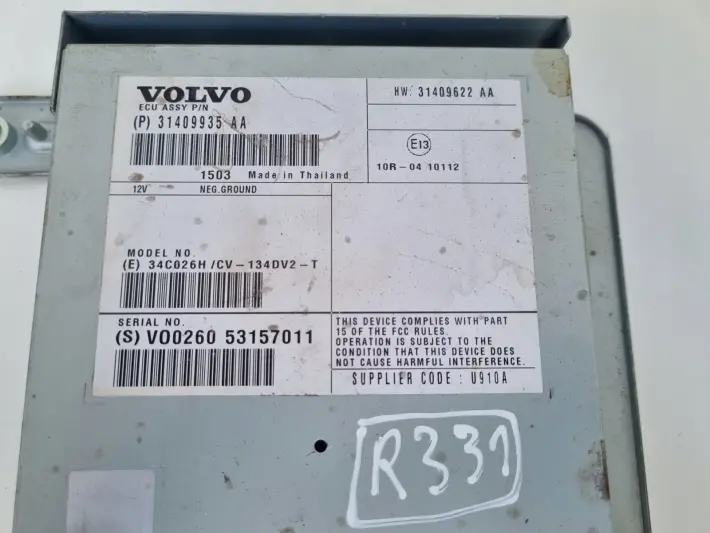 VOLVO
ECU ASSY P/N
(P) 31409935 AA
1503 Made in Thailand
HW: 31409622 AA
E13
10R-04 10112
12V NEG.GROUND
MODEL NO.
(E) 34C026H/CV-134DV2-T
SERIAL NO.
(S) VO0260 53157011
THIS DEVICE COMPLIES WITH PART
15 OF THE FCC RULES.
OPERATION IS SUBJECT TO THE
CONDITION THAT THIS DEVICE DOES
NOT CAUSE HARMFUL INTERFERENCE.
SUPPLIER CODE : U910A
R331